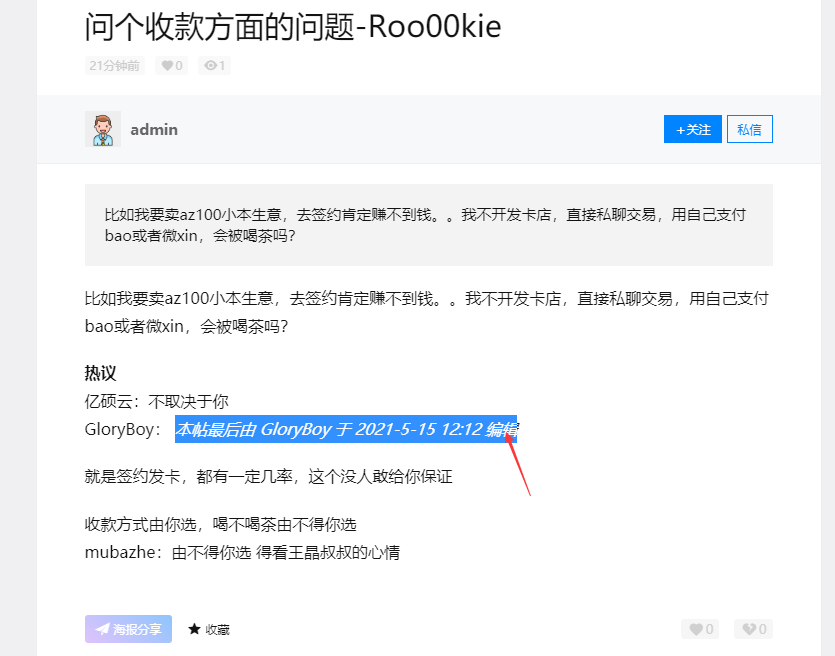 问个收款方面的问题-Roo00kie
21分钟前 0 1
admin
+关注 私信
比如我要卖az100小本生意，去签约肯定赚不到钱。。我不开发卡店，直接私聊交易，用自己支付
bao或者微xin，会被喝茶吗？
比如我要卖az100小本生意，去签约肯定赚不到钱。。我不开发卡店，直接私聊交易，用自己支付
bao或者微xin，会被喝茶吗？
热议
亿硕云：不取决于你
GloryBoy： 本帖最后由 GloryBoy 于 2021-5-15 12:12 编辑
就是签约发卡，都有一定几率，这个没人敢给你保证
收款方式由你选，喝不喝茶由不得你选
mubazhe：由不得你选 得看王晶叔叔的心情
海报分享 收藏 0 0